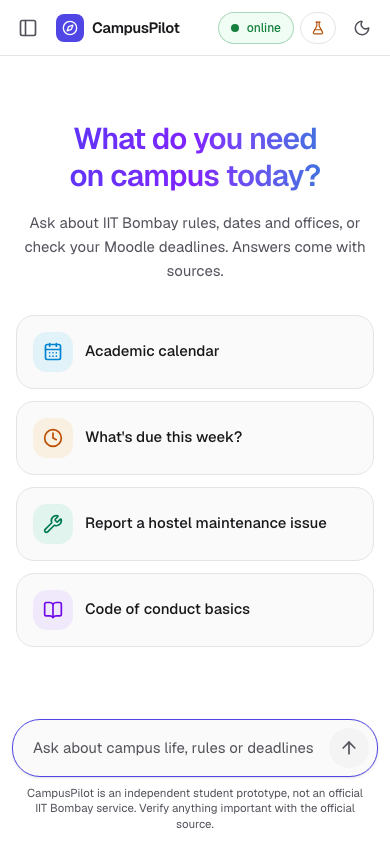 CampusPilot
online
What do you need
on campus today?
Ask about IIT Bombay rules, dates and offices, or
check your Moodle deadlines. Answers come with
sources.
Academic calendar
What's due this week?
Report a hostel maintenance issue
Code of conduct basics
Ask about campus life, rules or deadlines
CampusPilot is an independent student prototype, not an official
IIT Bombay service. Verify anything important with the official
source.